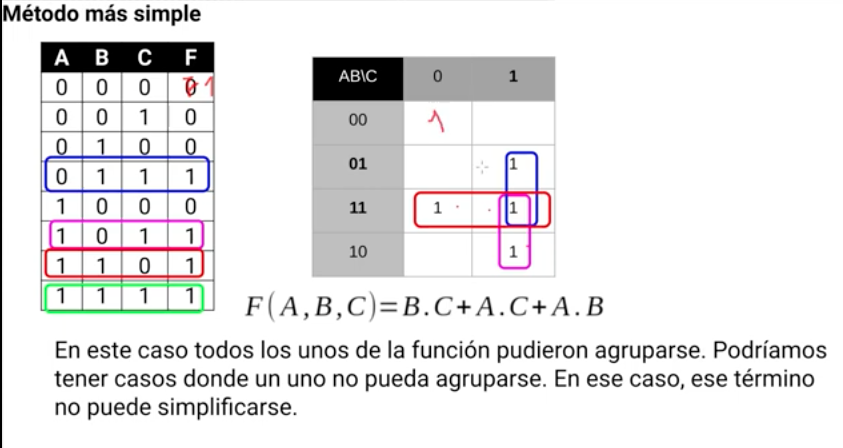 Método más simple
A B C F
0 0 0 0 1
0 0 1 0
0 1 0 0
0 1 1 1
1 0 0 0
1 0 1 1
1 1 0 1
1 1 1 1
AB\C 0 1
00 1
01 1
11 1 1
10 1
F(A,B,C)=B.C+A.C+A.B
En este caso todos los unos de la función pudieron agruparse. Podríamos
tener casos donde un uno no pueda agruparse. En ese caso, ese término
no puede simplificarse.